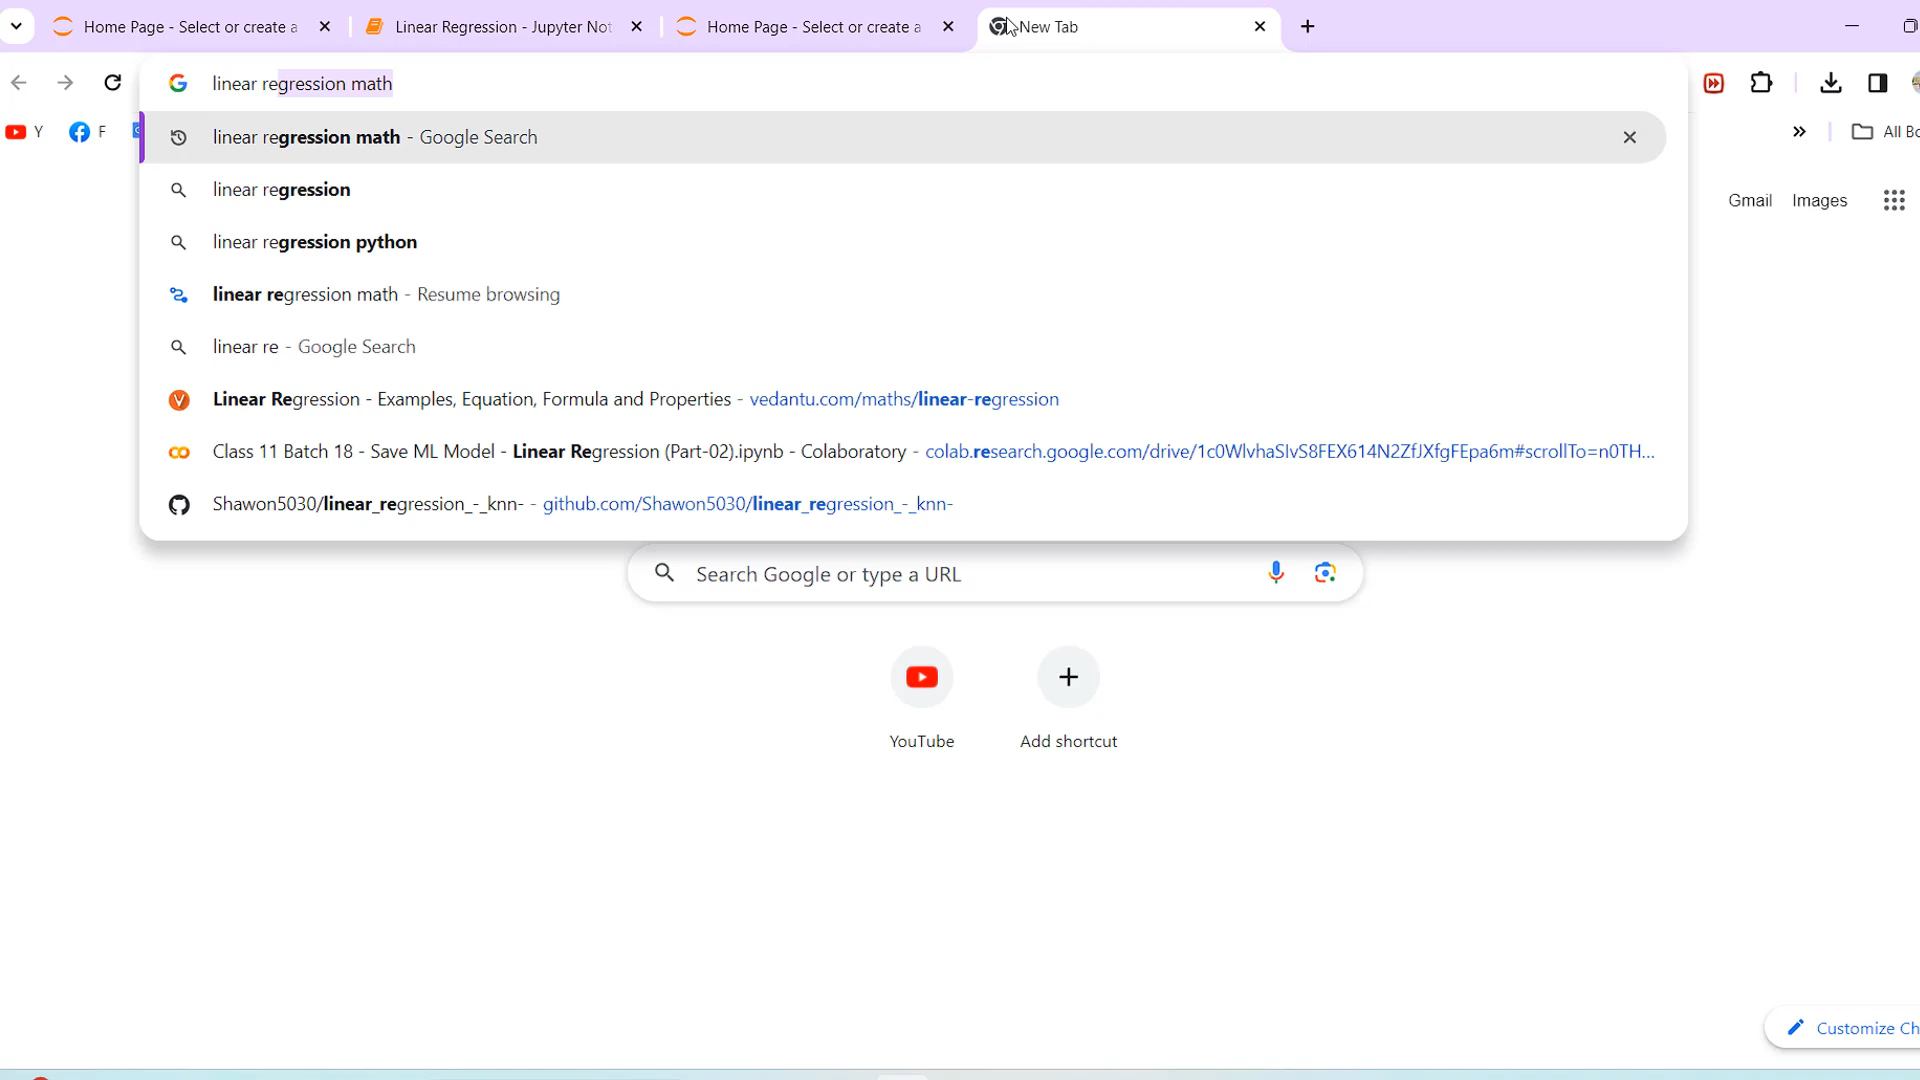 Home Page - Select or create a
Linear Regression - Jupyter Not
Home Page - Select or create a
New Tab
linear regression math
Y
F
All Bo
linear regression math - Google Search
linear regression
linear regression python
linear regression math - Resume browsing
linear re - Google Search
Linear Regression - Examples, Equation, Formula and Properties - vedantu.com/maths/linear-regression
Class 11 Batch 18 - Save ML Model - Linear Regression (Part-02).ipynb - Colaboratory - colab.research.google.com/drive/1c0WlvhaSIvS8FEX614N2ZfJXfgFEpa6m#scrollTo=n0TH...
Shawon5030/linear_regression_-_knn- - github.com/Shawon5030/linear_regression_-_knn-
Gmail Images
Search Google or type a URL
YouTube
Add shortcut
Customize Ch